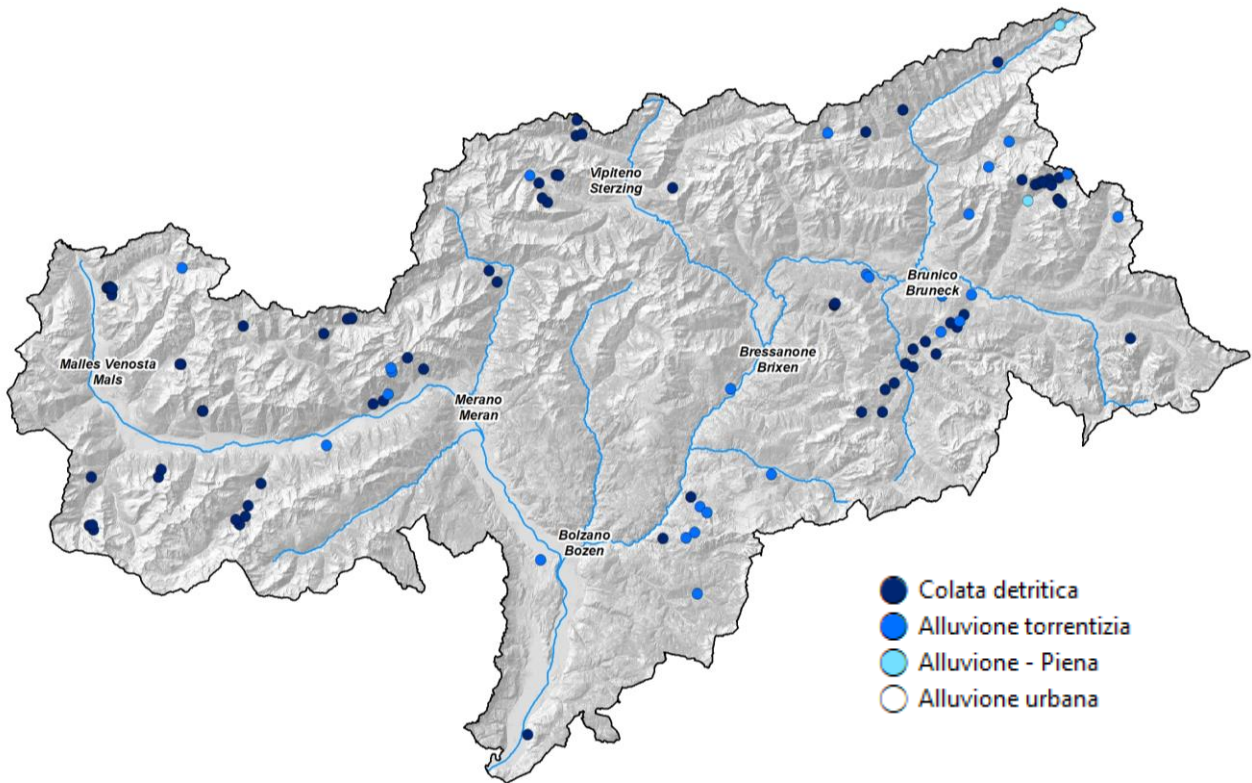 Vipiteno
Sterzing
Brunico
Bruneck
Malles Venosta
Mals
Bressanone
Brixen
Merano
Meran
Bolzano
Bozen
Colata detritica
Alluvione torrentizia
Alluvione - Piena
Alluvione urbana